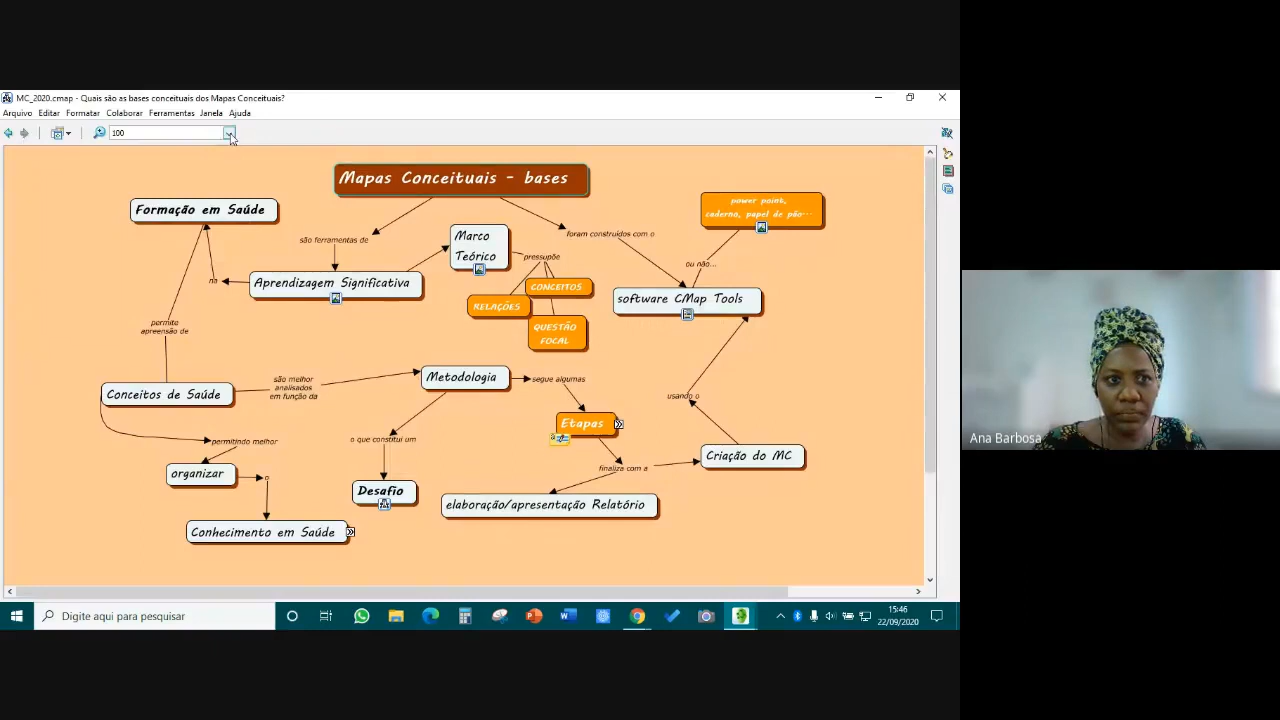 MC_2020.cmap - Quais são as bases conceituais dos Mapas Conceituais?
Arquivo Editar Formatar Colaborar Ferramentas Janela Ajuda
100
Mapas Conceituais - bases
Formação em Saúde
power point,
caderno, papel de pão...
são ferramentas de
Marco
Teórico
foram construídos com o
pressupõe
ou não...
na
Aprendizagem Significativa
CONCEITOS
RELAÇÕES
software CMap Tools
QUESTÃO
FOCAL
permite
apreensão de
Conceitos de Saúde
são melhor
analisados
em função da
Metodologia
segue algumas
usando o
Etapas
permitindo melhor
o que constitui um
finaliza com a
Criação do MC
organizar
o
Desafio
elaboração/apresentação Relatório
Conhecimento em Saúde
Ana Barbosa
Digite aqui para pesquisar
15:46
22/09/2020